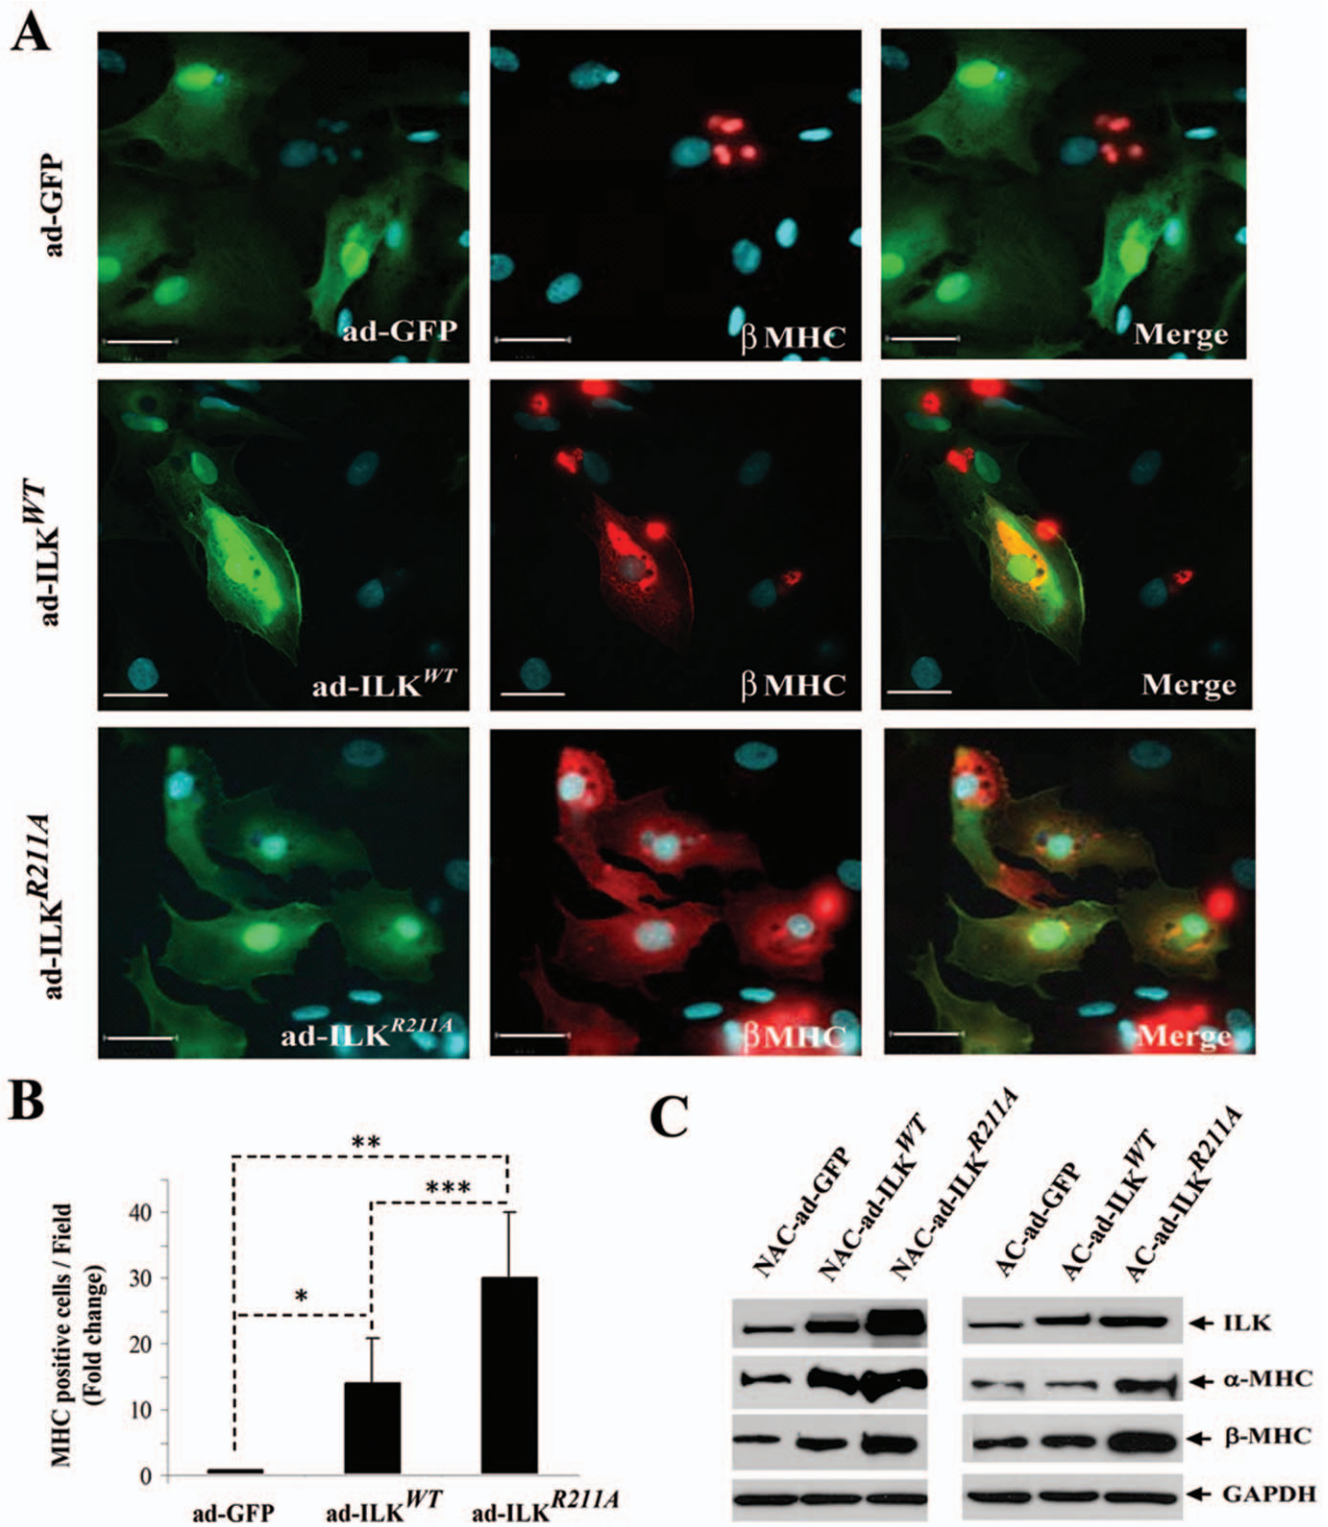 A
ad-GFP
ad-GFP
β MHC
Merge
ad-ILK^WT
ad-ILK^WT
β MHC
Merge
ad-ILK^R211A
ad-ILK^R211A
βMHC
Merge
B
MHC positive cells / Field
(Fold change)
40
30
20
10
0
**
***
*
ad-GFP
ad-ILK^WT
ad-ILK^R211A
C
NAC-ad-GFP
NAC-ad-ILK^WT
NAC-ad-ILK^R211A
AC-ad-GFP
AC-ad-ILK^WT
AC-ad-ILK^R211A
ILK
α-MHC
β-MHC
GAPDH